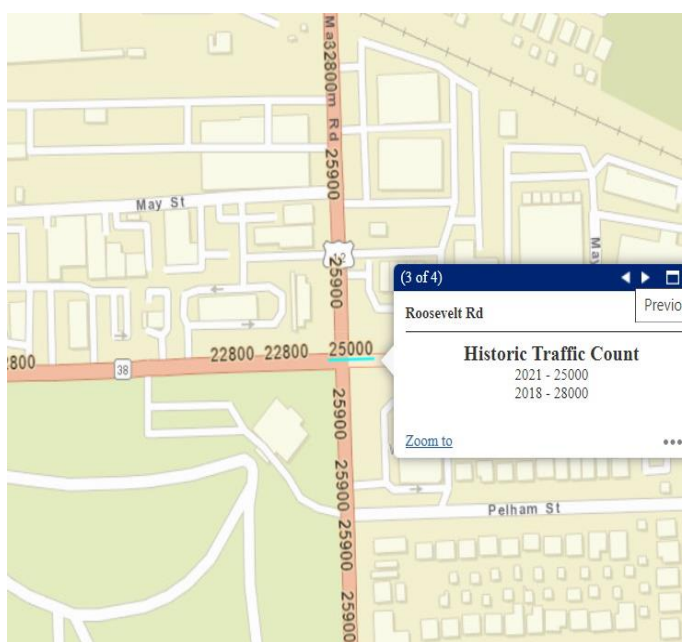 Ma32800m Rd
25900
May St
2
25900
May
(3 of 4)
Previo
Roosevelt Rd
Historic Traffic Count
2021 - 25000
2018 - 28000
Zoom to
2800
38
22800 22800 25000
25900
25900
25900
25900
Pelham St